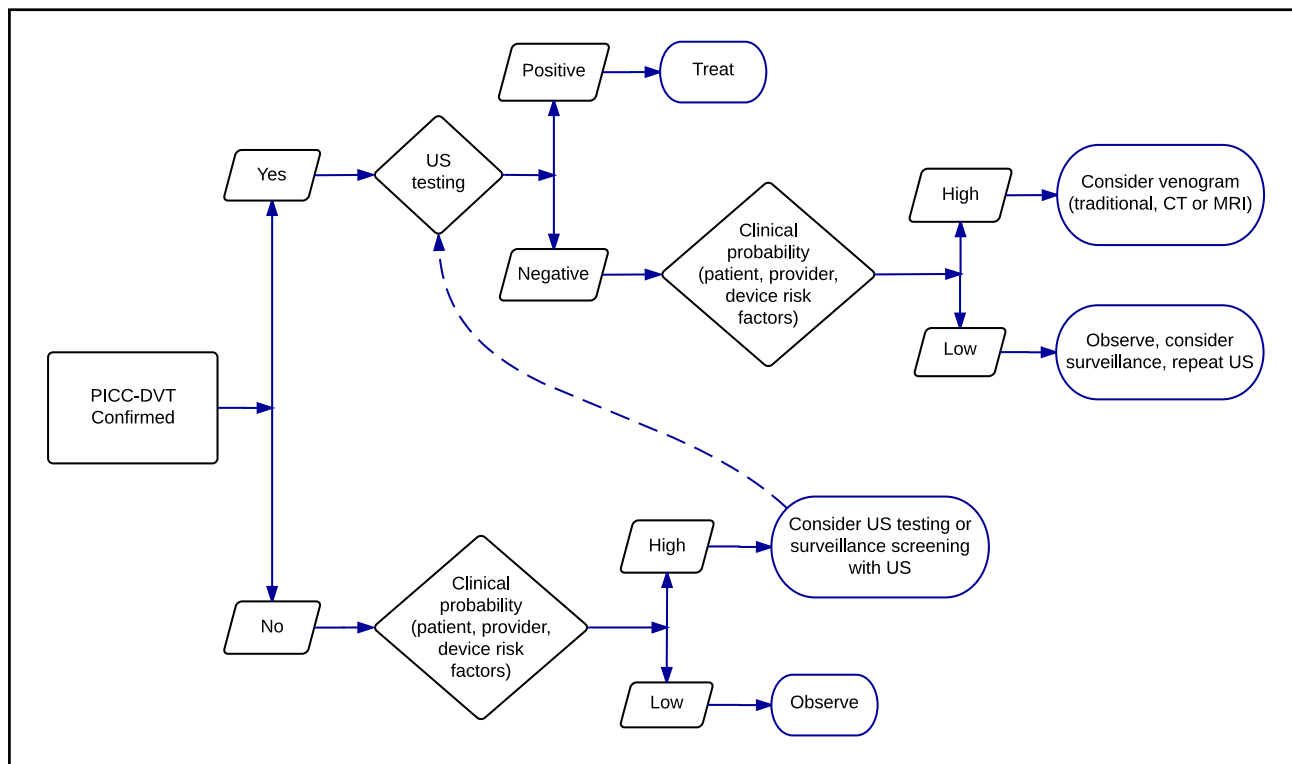 Positive
Treat
Yes
US
testing
High
Consider venogram
(traditional, CT or MRI)
Negative
Clinical
probability
(patient, provider,
device risk
factors)
Low
Observe, consider
surveillance, repeat US
PICC-DVT
Confirmed
High
Consider US testing or
surveillance screening
with US
No
Clinical
probability
(patient, provider,
device risk
factors)
Low
Observe